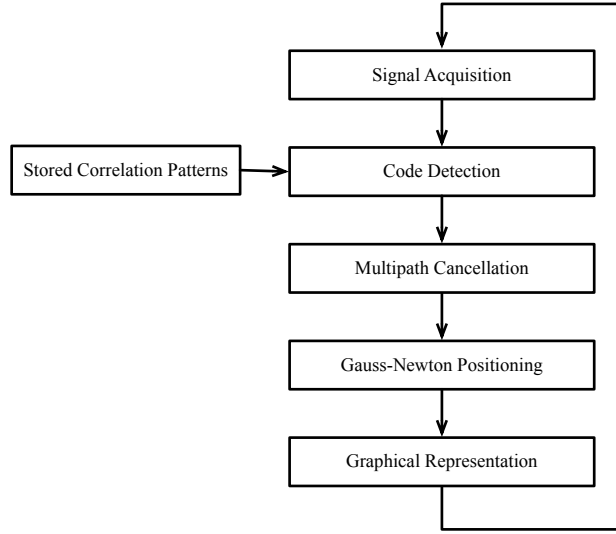 Signal Acquisition
Stored Correlation Patterns
Code Detection
Multipath Cancellation
Gauss-Newton Positioning
Graphical Representation